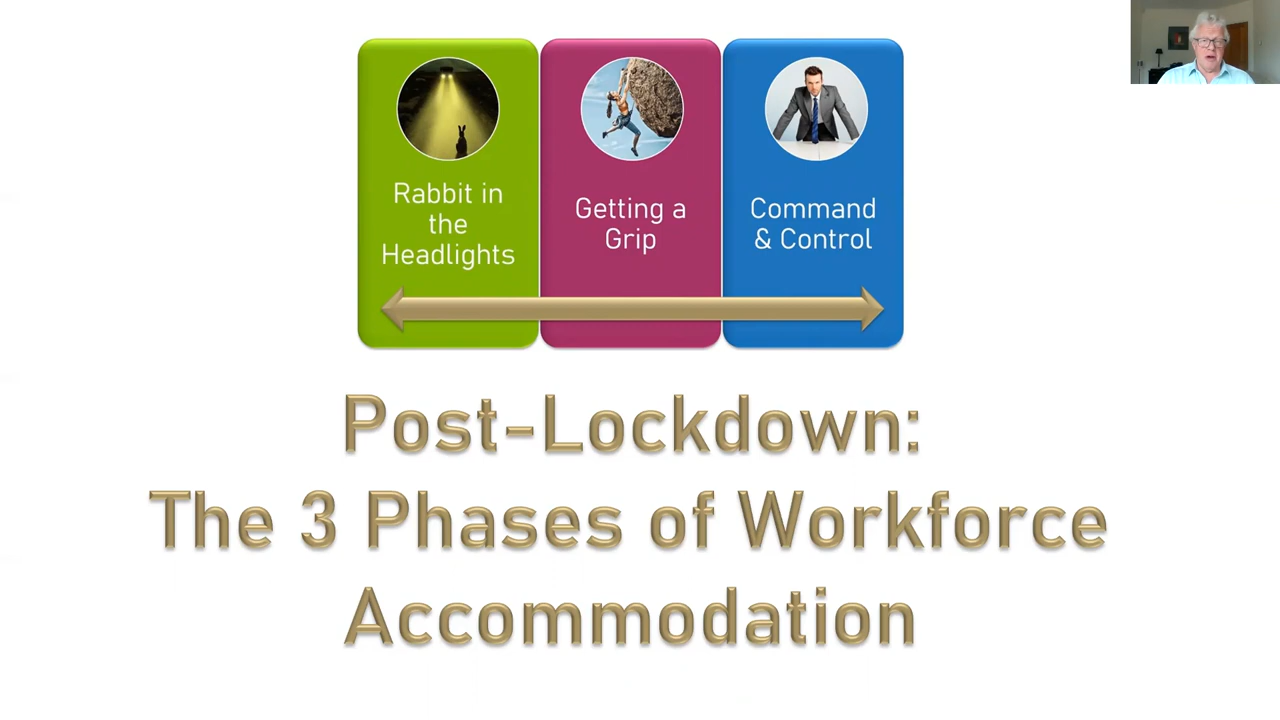 Rabbit in
the
Headlights
Getting a
Grip
Command
& Control
Post-Lockdown:
The 3 Phases of Workforce
Accommodation